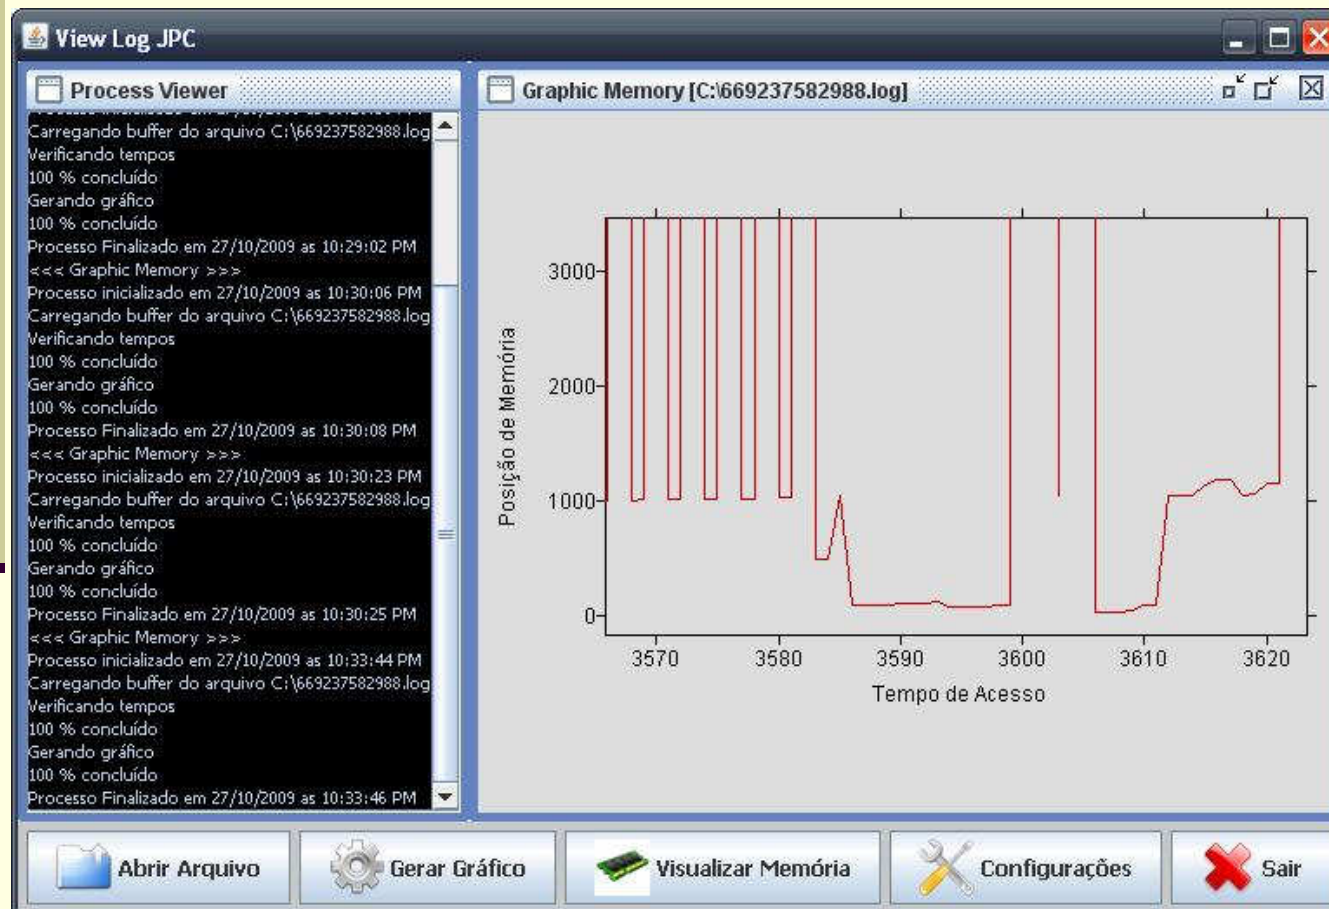 View Log JPC
Process Viewer
Carregando buffer do arquivo C:\669237582988.log
Verificando tempos
100 % concluído
Gerando gráfico
100 % concluído
Processo Finalizado em 27/10/2009 as 10:29:02 PM
<<< Graphic Memory >>>
Processo inicializado em 27/10/2009 as 10:30:06 PM
Carregando buffer do arquivo C:\669237582988.log
Verificando tempos
100 % concluído
Gerando gráfico
100 % concluído
Processo Finalizado em 27/10/2009 as 10:30:08 PM
<<< Graphic Memory >>>
Processo inicializado em 27/10/2009 as 10:30:23 PM
Carregando buffer do arquivo C:\669237582988.log
Verificando tempos
100 % concluído
Gerando gráfico
100 % concluído
Processo Finalizado em 27/10/2009 as 10:30:25 PM
<<< Graphic Memory >>>
Processo inicializado em 27/10/2009 as 10:33:44 PM
Carregando buffer do arquivo C:\669237582988.log
Verificando tempos
100 % concluído
Gerando gráfico
100 % concluído
Processo Finalizado em 27/10/2009 as 10:33:46 PM
Graphic Memory [C:\669237582988.log]
3000
2000
1000
0
Posição de Memória
3570 3580 3590 3600 3610 3620
Tempo de Acesso
Abrir Arquivo
Gerar Gráfico
Visualizar Memória
Configurações
Sair